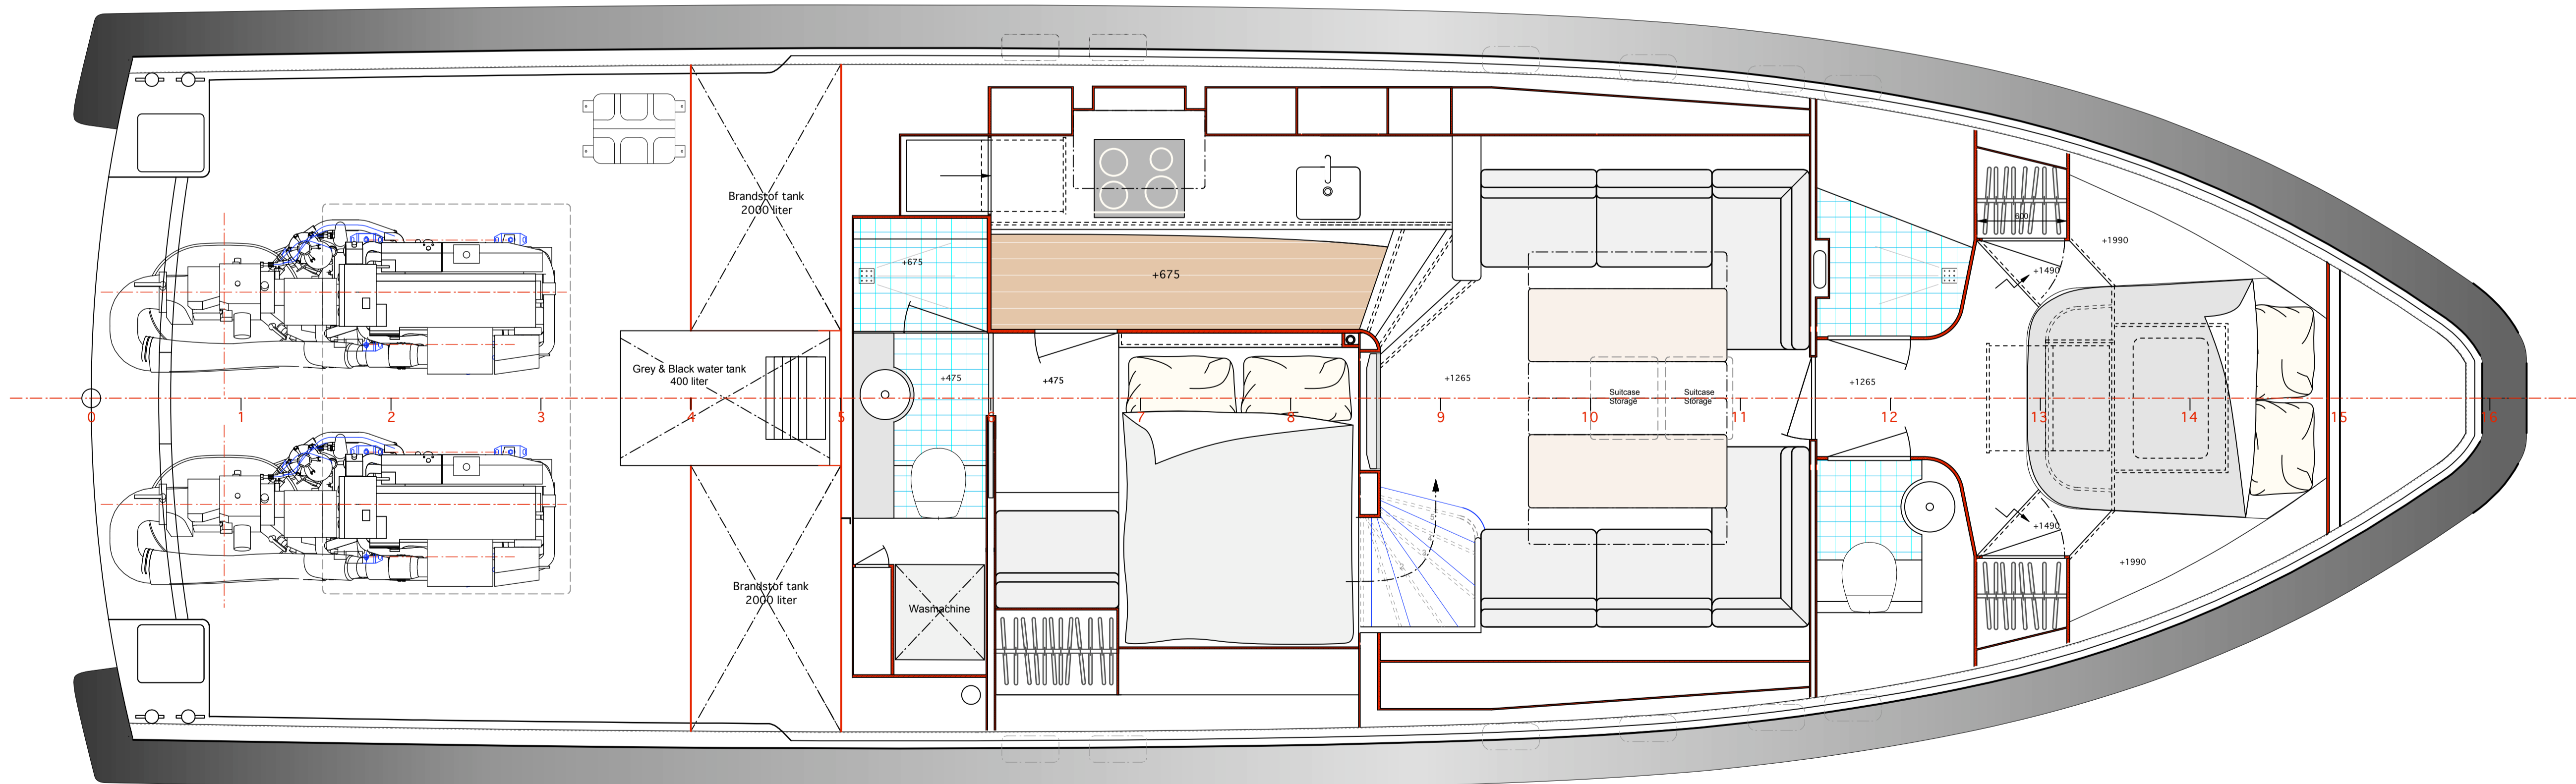 Brandstof tank
2000 liter
600
+1990
+675
+1490
+675
Grey & Black water tank
400 liter
+475
+475
+1265
Suitcase
Storage
Suitcase
Storage
+1265
0
1
2
3
4
5
6
7
8
9
10
11
12
13
14
15
16
+1490
5
+1990
2
Brandstof tank
2000 liter
Wasmachine